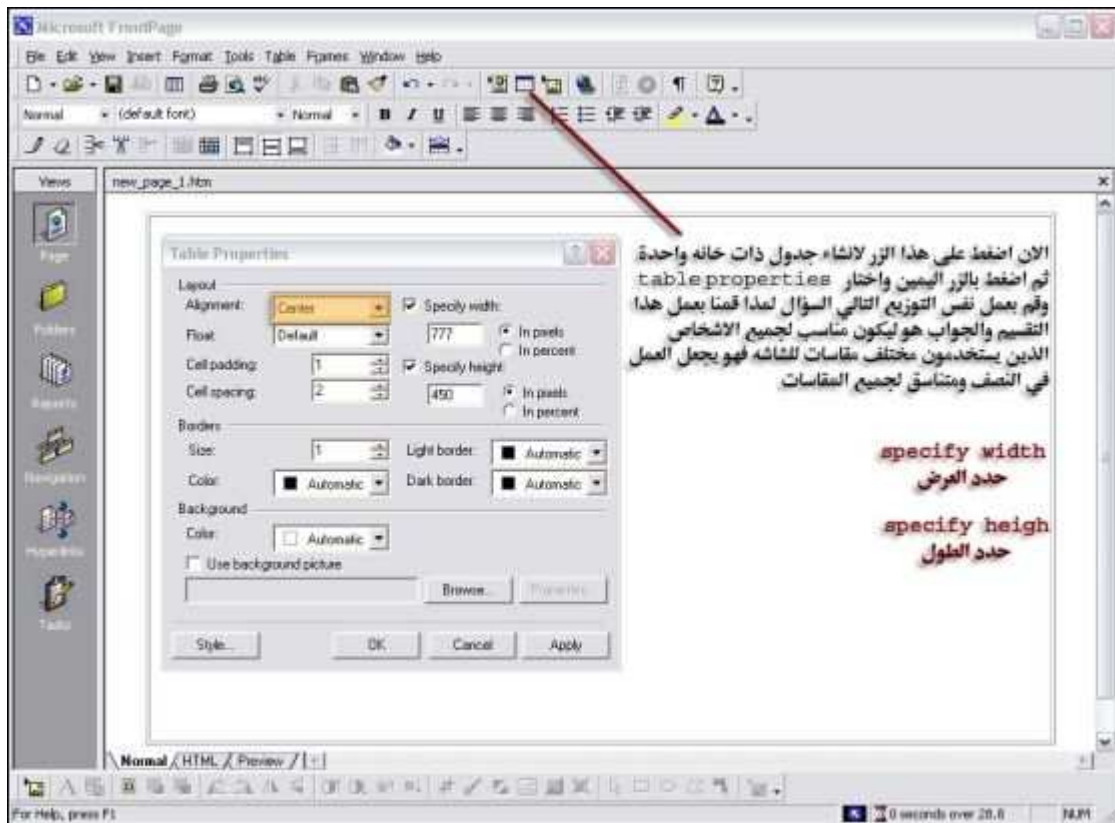 Microsoft FrontPage
File Edit View Insert Format Tools Table Frames Window Help
Normal (default font) Normal B I U
Views new_page_1.htm
Page
Folders
Reports
Navigation
Hyperlinks
Tasks
Table Properties
Layout
Alignment: Center Specify width:
Float: Default 777 In pixels
In percent
Cell padding: 1 Specify height:
Cell spacing: 2 450 In pixels
In percent
Borders
Size: 1 Light border: Automatic
Color: Automatic Dark border: Automatic
Background
Color: Automatic
Use background picture
Browse... Properties...
Style... OK Cancel Apply
الان اضغط على هذا الزر لانشاء جدول ذات خانه واحدة
ثم اضغط بالزر اليمين واختار table properties
وقم بعمل نفس التوزيع التالي السؤال لمذا قمنا بعمل هذا
التقسيم والجواب هو ليكون مناسب لجميع الاشخاص
الذين يستخدمون مختلف مقاسات للشاشه فهو يجعل العمل
في النصف ومتناسق لجميع المقاسات
specify width
حدد العرض
specify heigh
حدد الطول
Normal HTML Preview
For Help, press F1 0 seconds over 28.8 NUM